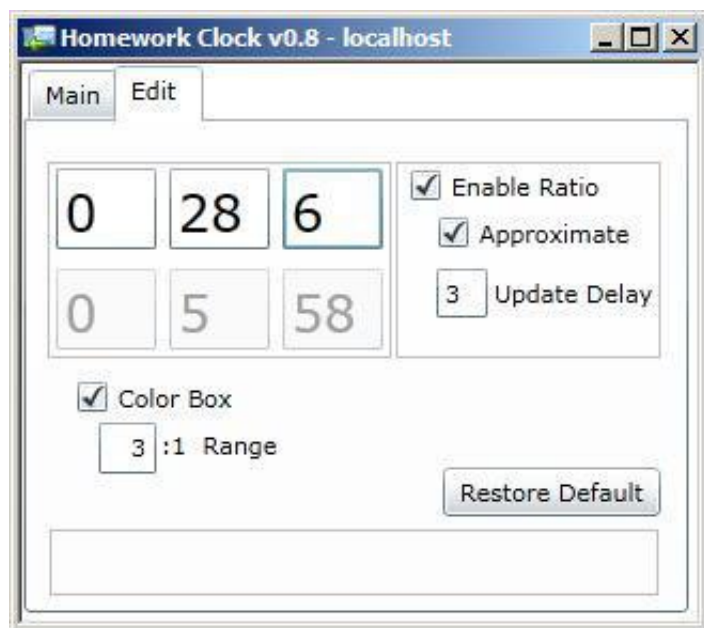 Homework Clock v0.8 - localhost
Main Edit
0 28 6
0 5 58
Enable Ratio
Approximate
3 Update Delay
Color Box
3 :1 Range
Restore Default